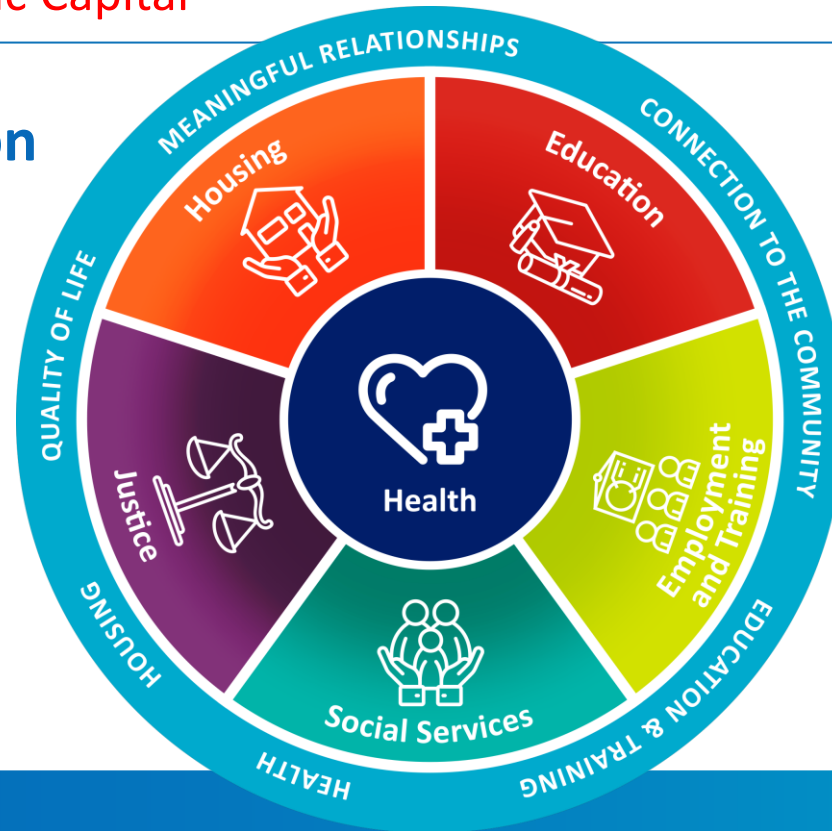 Capital
on
MEANINGFUL RELATIONSHIPS
CONNECTION TO THE COMMUNITY
EDUCATION & TRAINING
HEALTH
HOUSING
QUALITY OF LIFE
Housing
Education
Employment
and Training
Social Services
Justice
Health